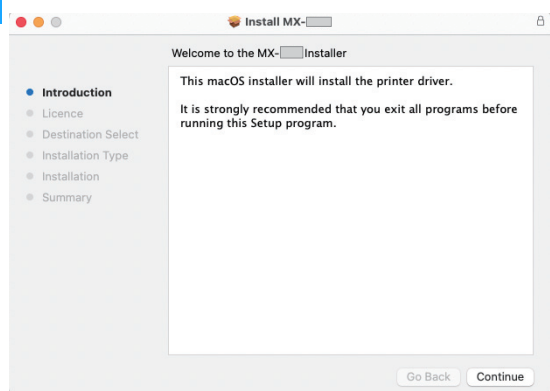 Install MX-
Welcome to the MX- Installer
Introduction
Licence
Destination Select
Installation Type
Installation
Summary
This macOS installer will install the printer driver.
It is strongly recommended that you exit all programs before
running this Setup program.
Go Back
Continue